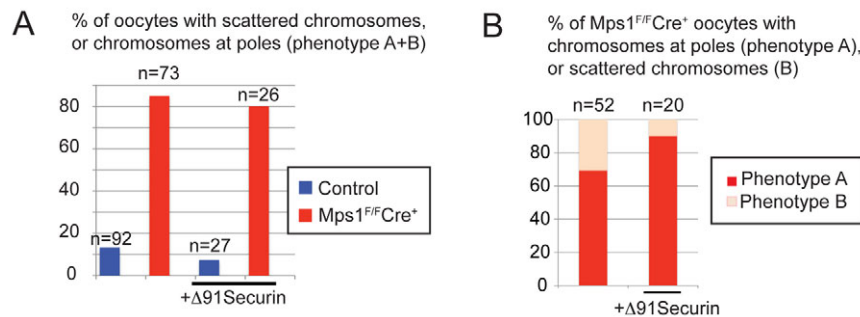 A
% of oocytes with scattered chromosomes,
or chromosomes at poles (phenotype A+B)
n=73
n=26
80
60
40
20
0
n=92
n=27
Control
Mps1F/FCre+
+Δ91Securin
B
% of Mps1F/FCre+ oocytes with
chromosomes at poles (phenotype A),
or scattered chromosomes (B)
n=52
n=20
100
80
60
40
20
0
Phenotype A
Phenotype B
+Δ91Securin